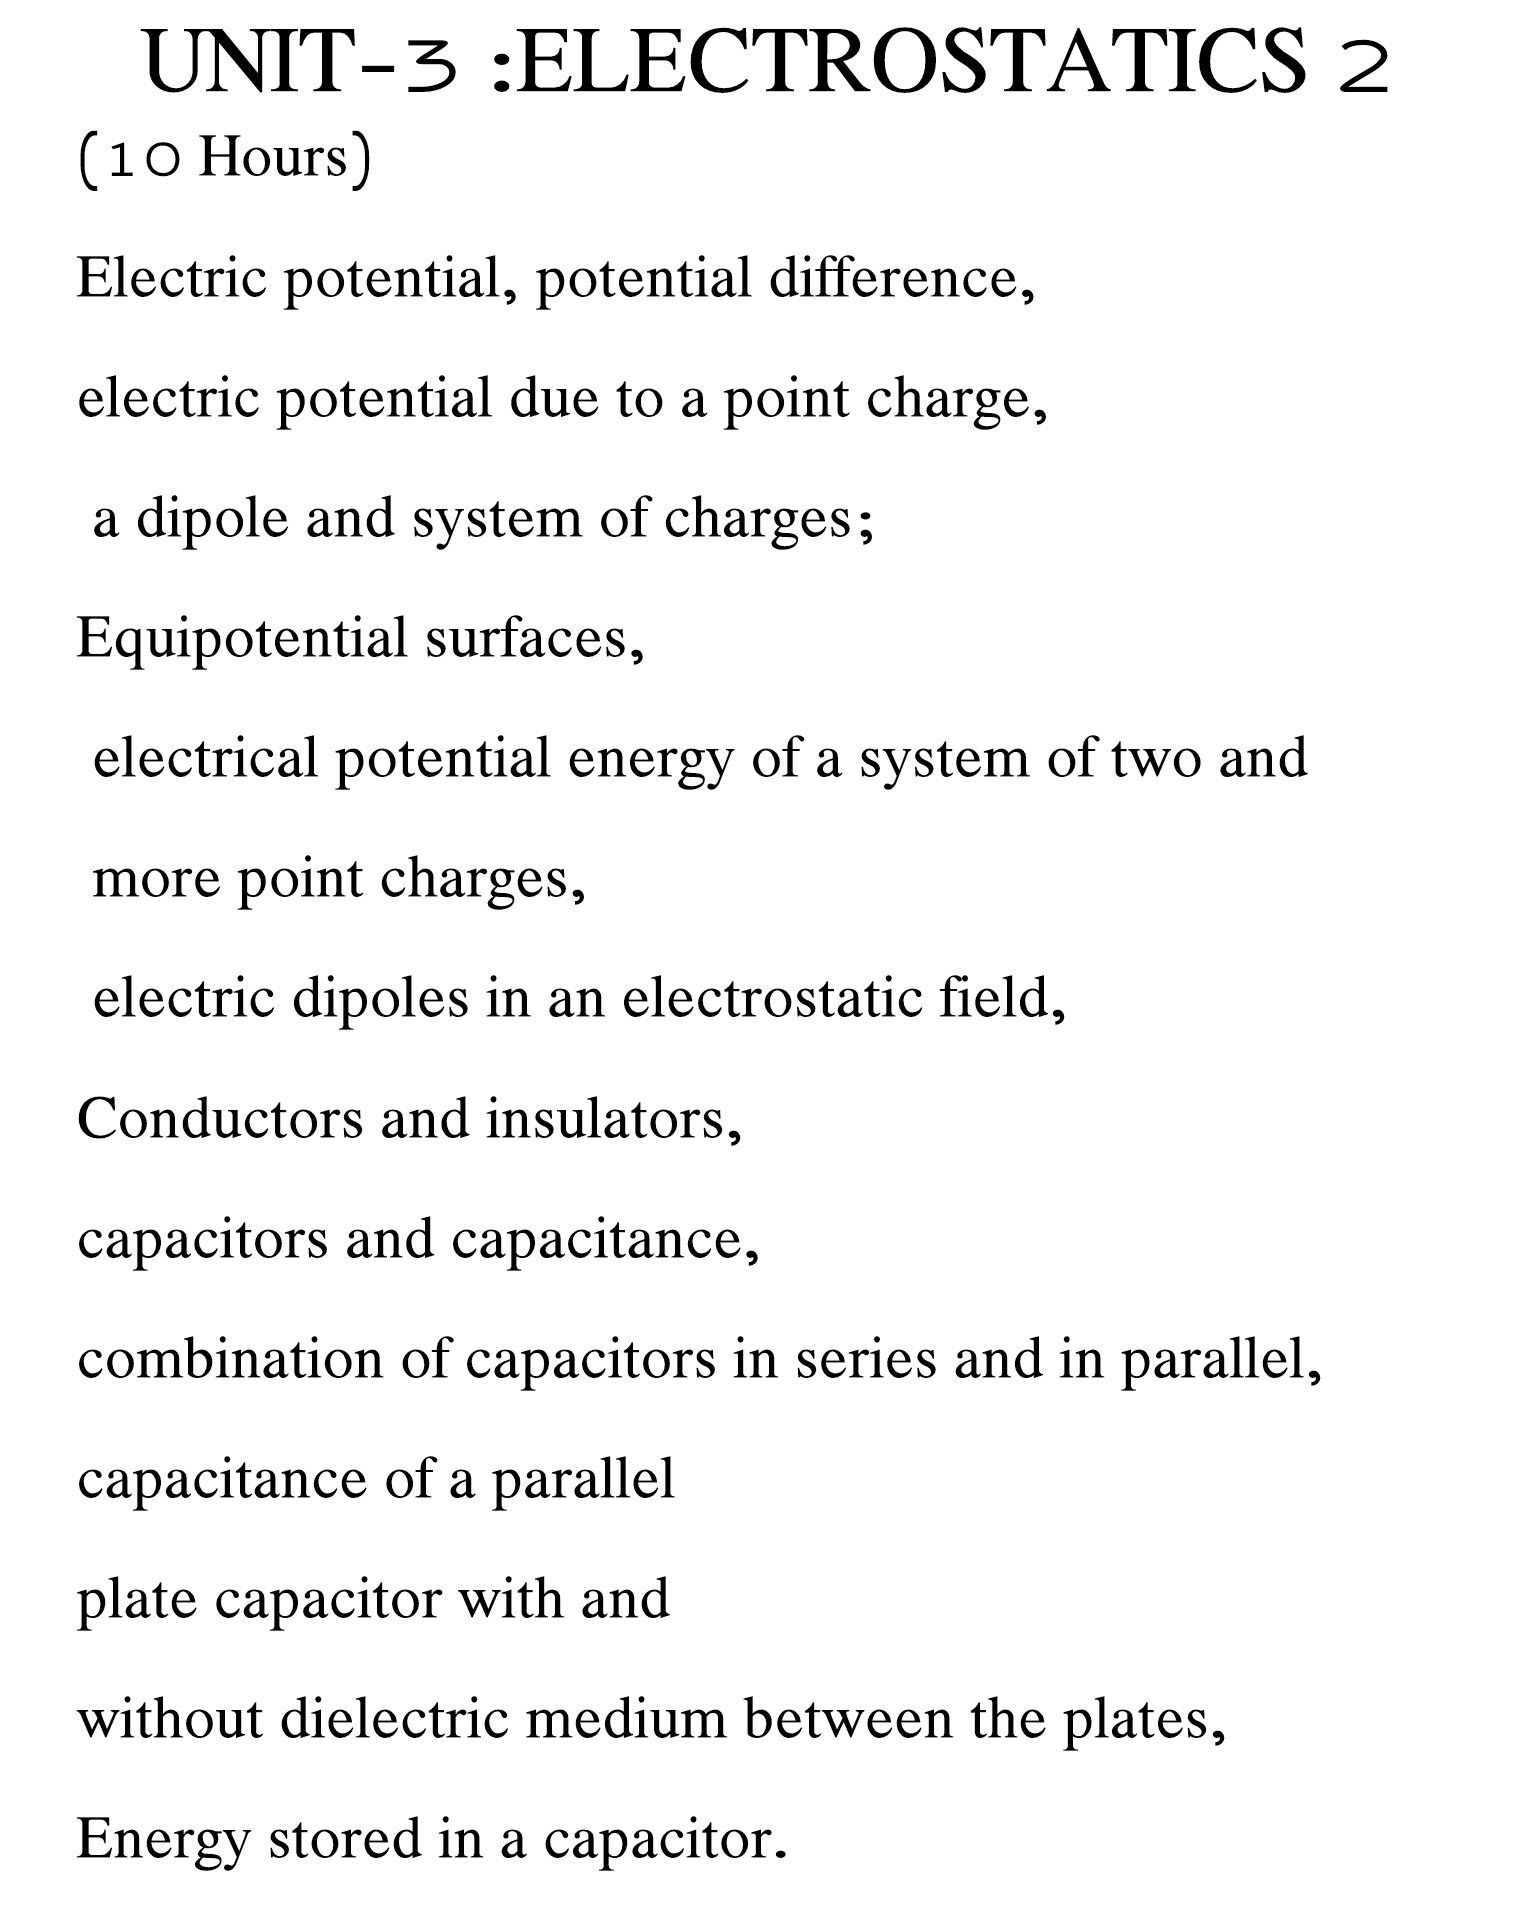 UNIT-3 :ELECTROSTATICS 2
(10 Hours)
Electric potential, potential difference,
electric potential due to a point charge,
a dipole and system of charges;
Equipotential surfaces,
electrical potential energy of a system of two and
more point charges,
electric dipoles in an electrostatic field,
Conductors and insulators,
capacitors and capacitance,
combination of capacitors in series and in parallel,
capacitance of a parallel
plate capacitor with and
without dielectric medium between the plates,
Energy stored in a capacitor.